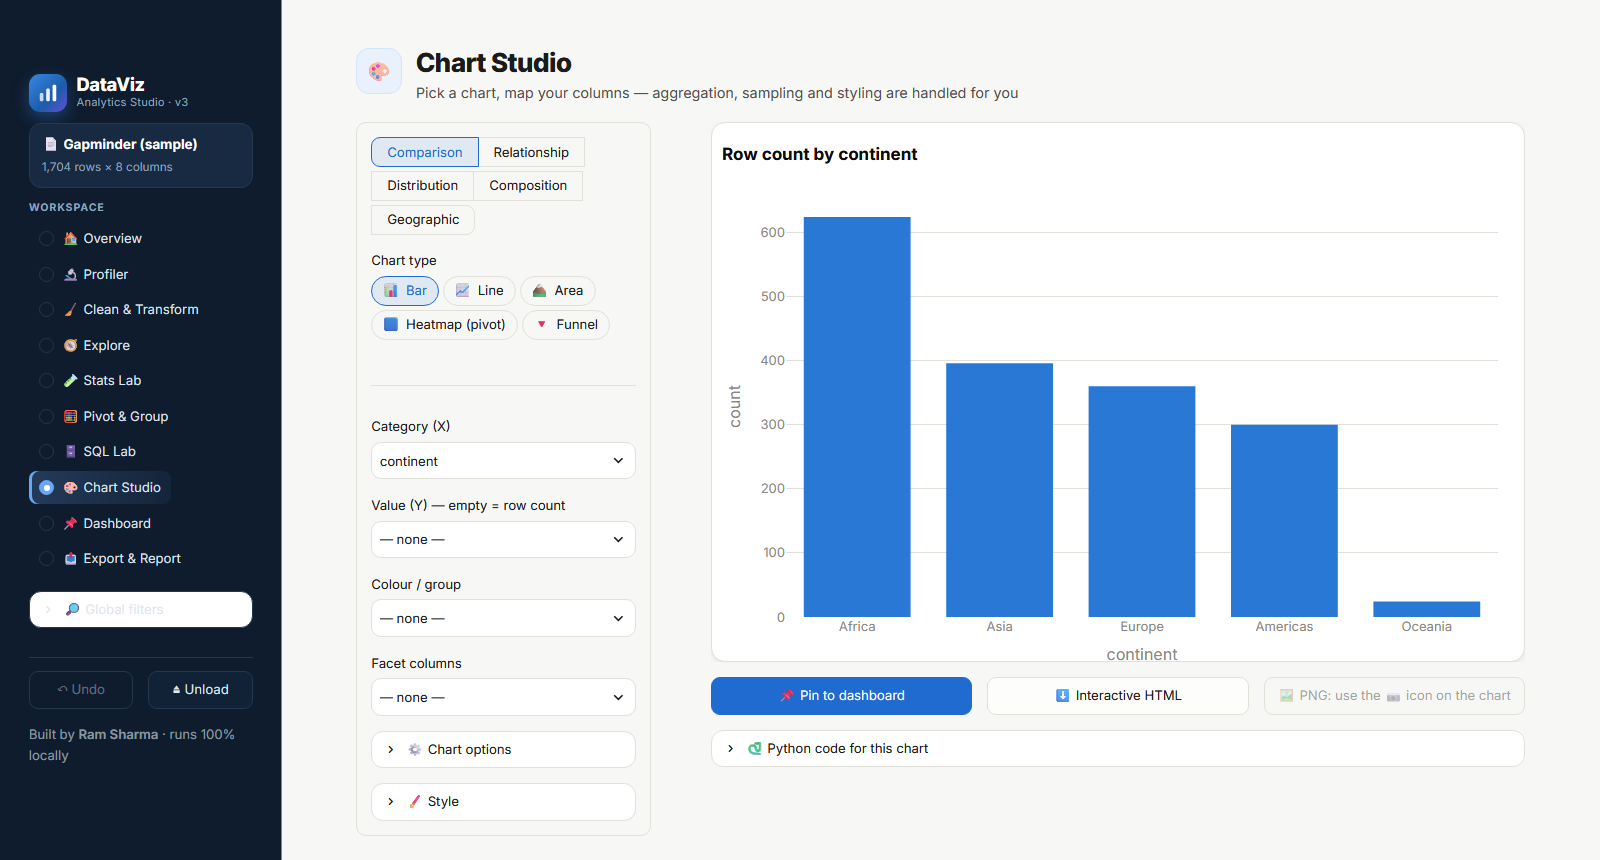 DataViz
Analytics Studio · v3
Gapminder (sample)
1,704 rows × 8 columns
WORKSPACE
Overview
Profiler
Clean & Transform
Explore
Stats Lab
Pivot & Group
SQL Lab
Chart Studio
Dashboard
Export & Report
Global filters
Undo
Unload
Built by Ram Sharma · runs 100%
locally
Chart Studio
Pick a chart, map your columns — aggregation, sampling and styling are handled for you
Comparison
Relationship
Distribution
Composition
Geographic
Chart type
Bar
Line
Area
Heatmap (pivot)
Funnel
Category (X)
continent
Value (Y) — empty = row count
— none —
Colour / group
— none —
Facet columns
— none —
Chart options
Style
Row count by continent
600
500
400
300
200
100
0
count
Africa
Asia
Europe
Americas
Oceania
continent
Pin to dashboard
Interactive HTML
PNG: use the 📷 icon on the chart
Python code for this chart